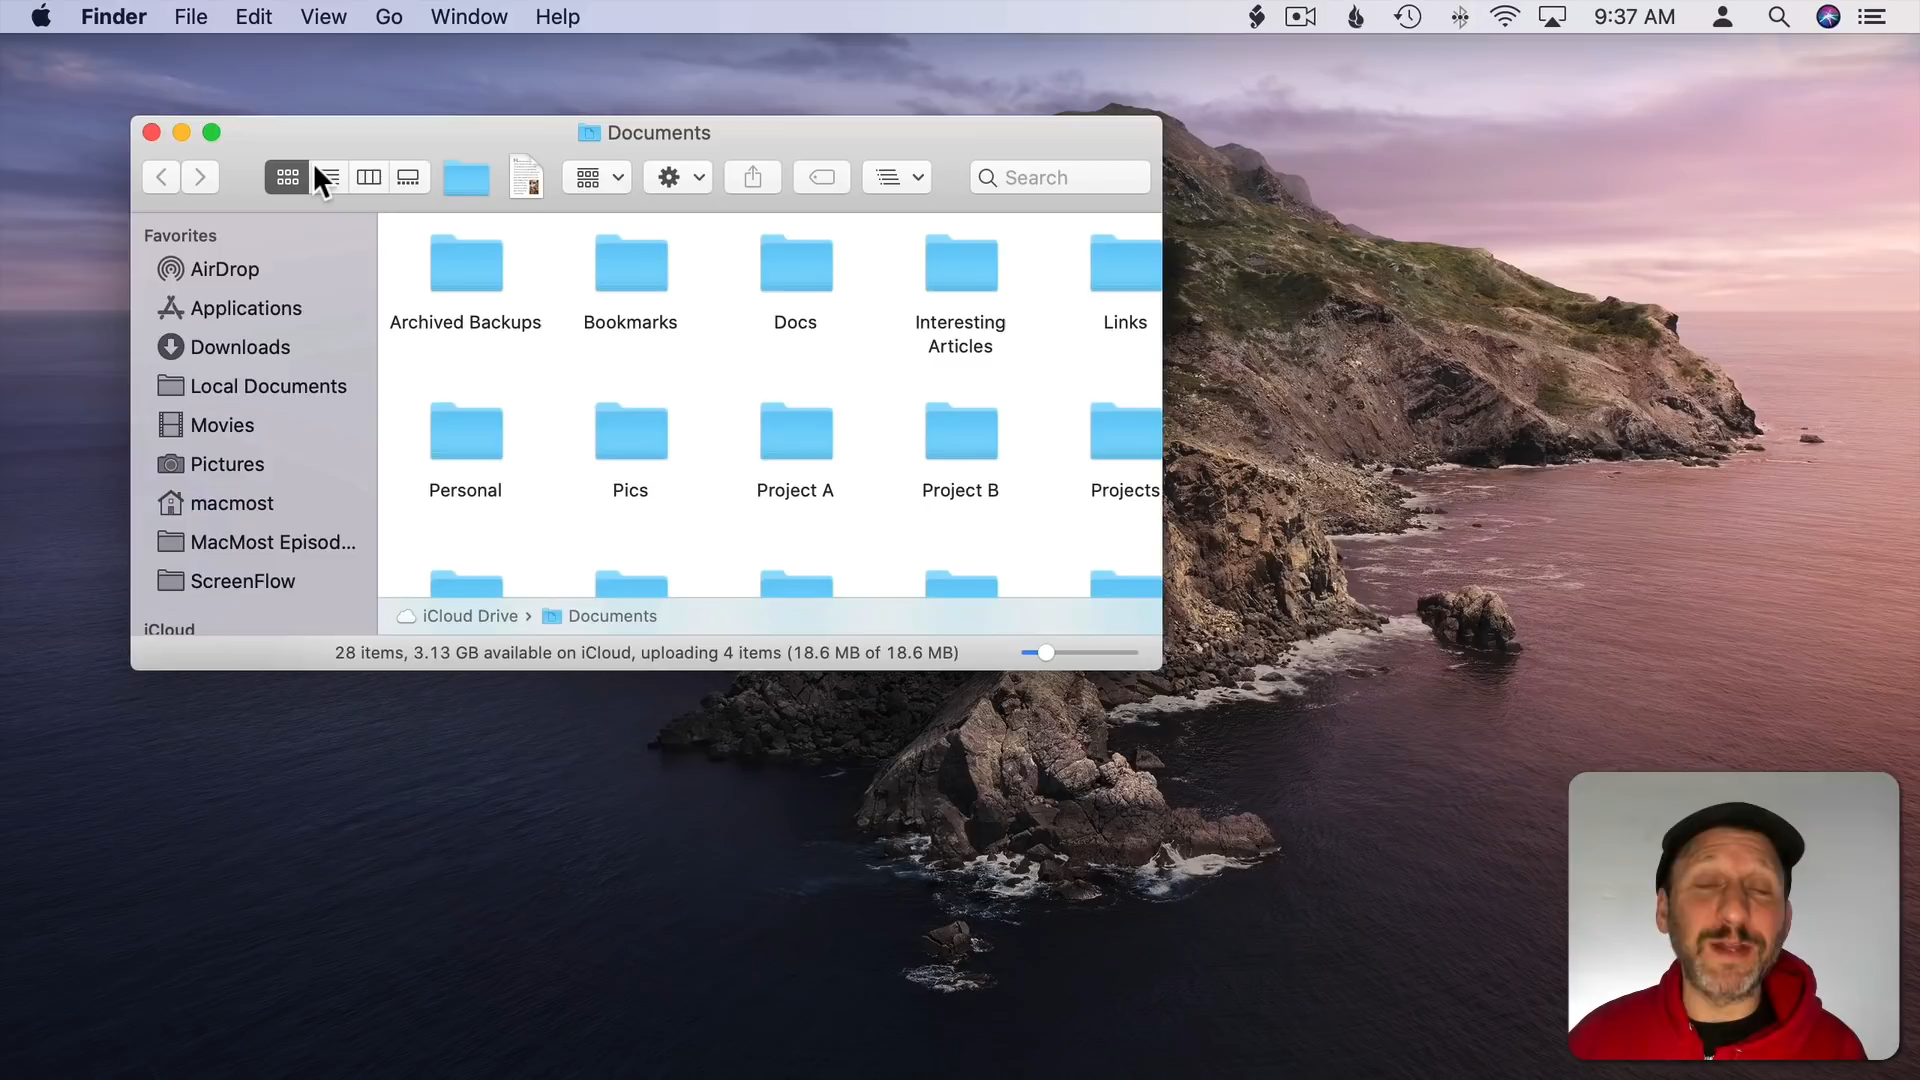 Finder File Edit View Go Window Help 9:37 AM
Documents
Search
Favorites
AirDrop
Applications
Downloads
Local Documents
Movies
Pictures
macmost
MacMost Episod...
ScreenFlow
iCloud
Archived Backups Bookmarks Docs Interesting Articles Links
Personal Pics Project A Project B Projects
iCloud Drive › Documents
28 items, 3.13 GB available on iCloud, uploading 4 items (18.6 MB of 18.6 MB)